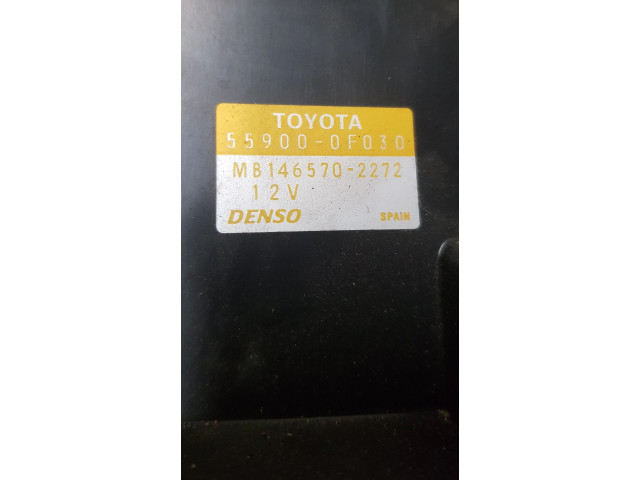 TOYOTA
55900-0F030
MB146570-2272
12V
DENSO SPAIN